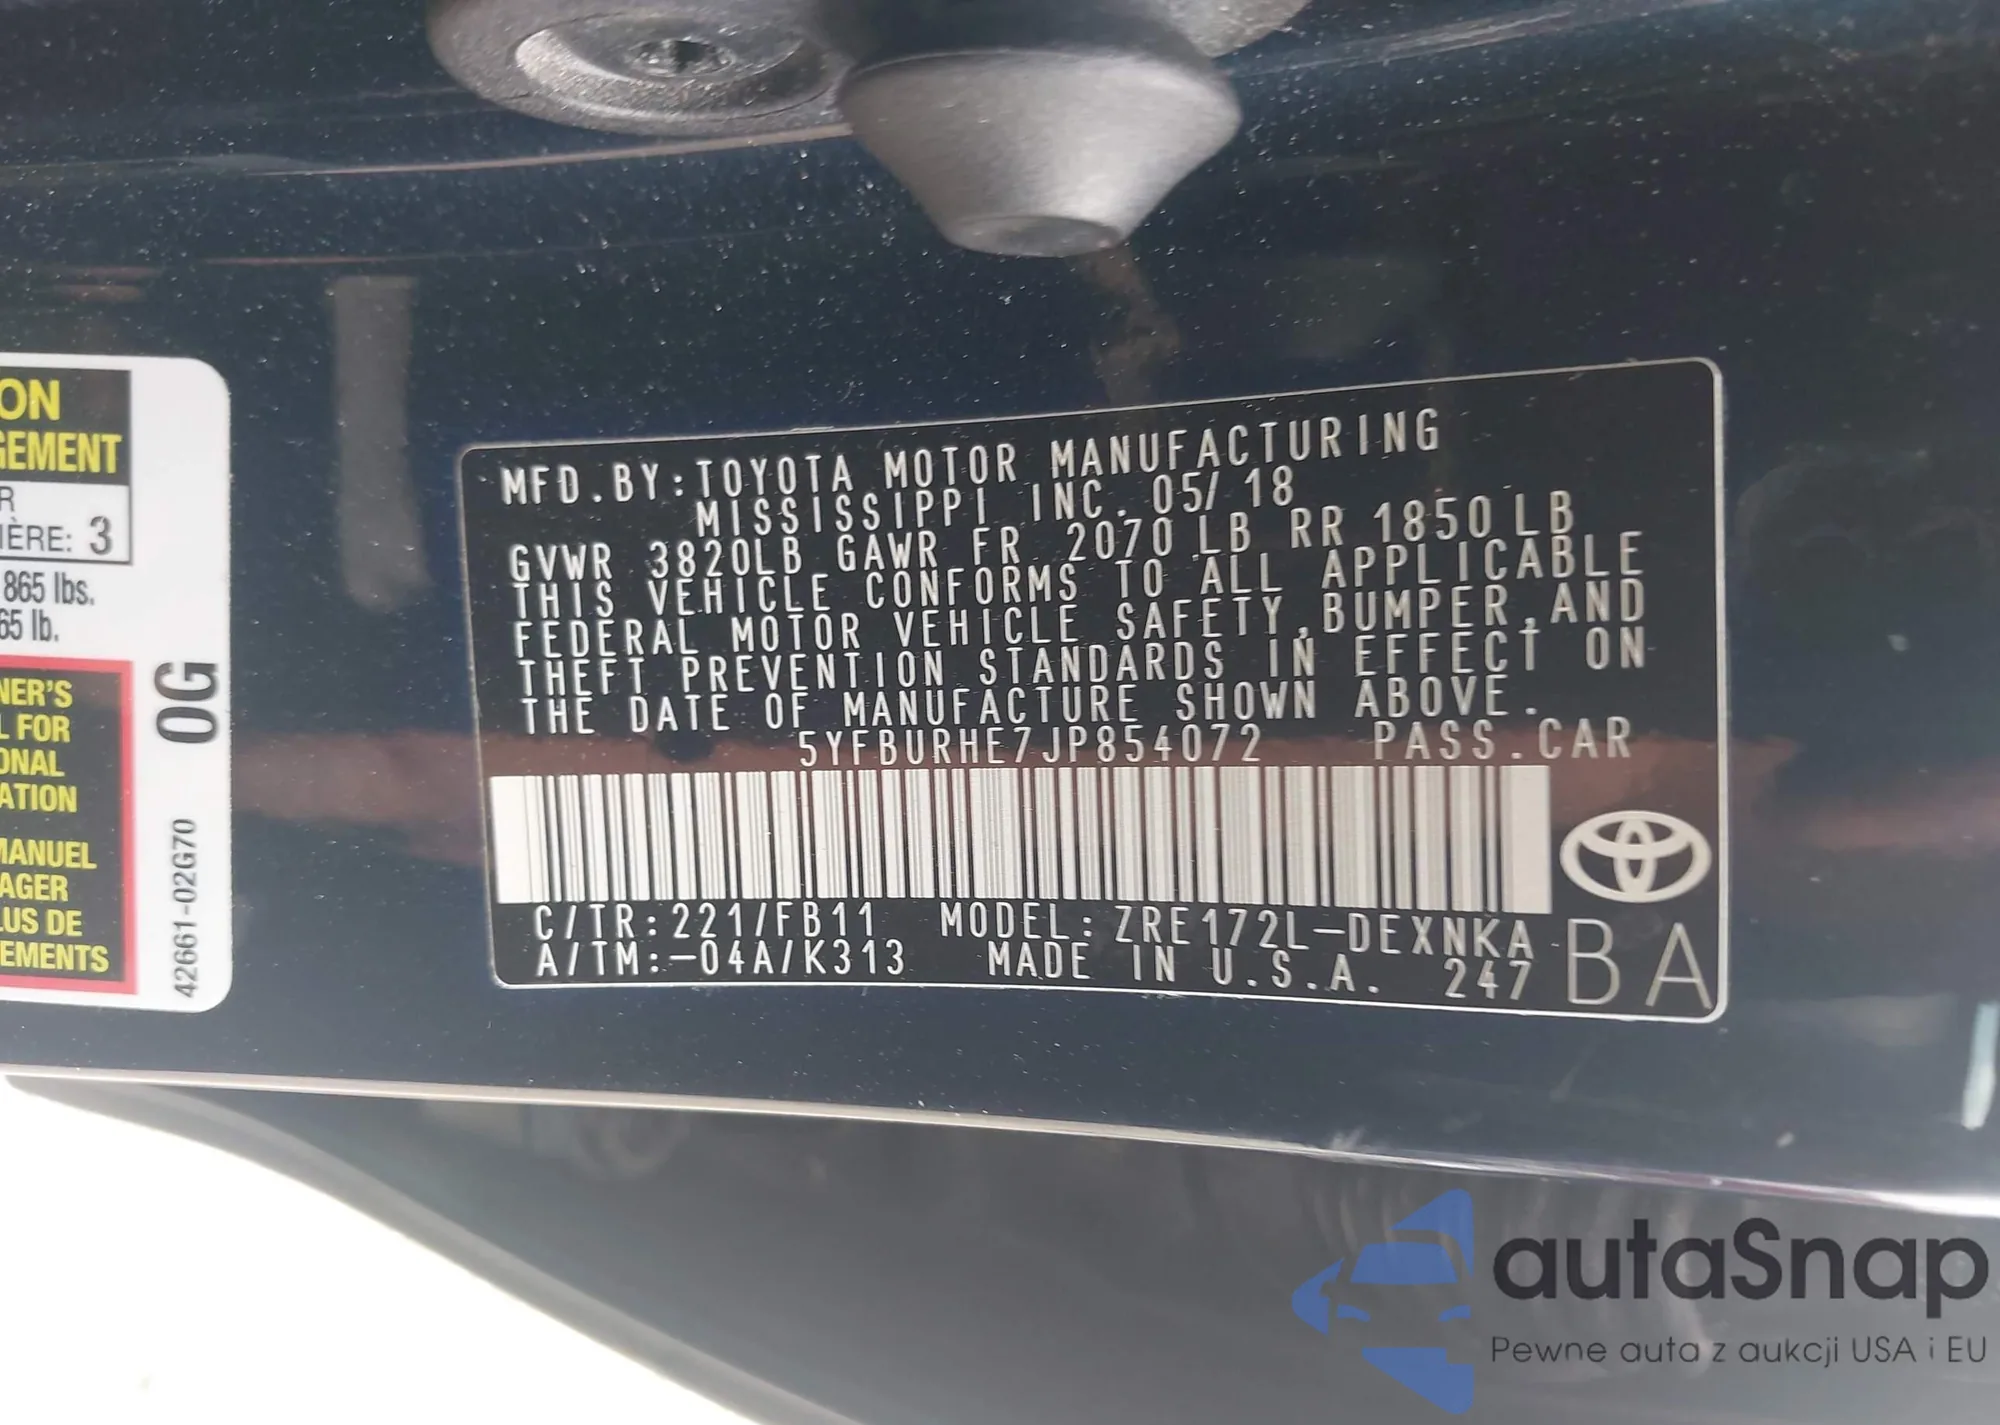 ON
GEMENT
R
IÈRE: 3
865 lbs.
65 lb.
NER'S
L FOR
ONAL
ATION
MANUEL
AGER
LUS DE
EMENTS
0G
42661-02G70
MFD.BY:TOYOTA MOTOR MANUFACTURING
MISSISSIPPI INC. 05/18
GVWR 3820LB GAWR FR 2070 LB RR 1850 LB
THIS VEHICLE CONFORMS TO ALL APPLICABLE
FEDERAL MOTOR VEHICLE SAFETY,BUMPER,AND
THEFT PREVENTION STANDARDS IN EFFECT ON
THE DATE OF MANUFACTURE SHOWN ABOVE.
5YFBURHE7JP854072 PASS.CAR
C/TR:221/FB11 MODEL:ZRE172L-DEXNKA
A/TM:-04A/K313 MADE IN U.S.A. 247
BA
autaSnap
Pewne auta z aukcji USA i EU